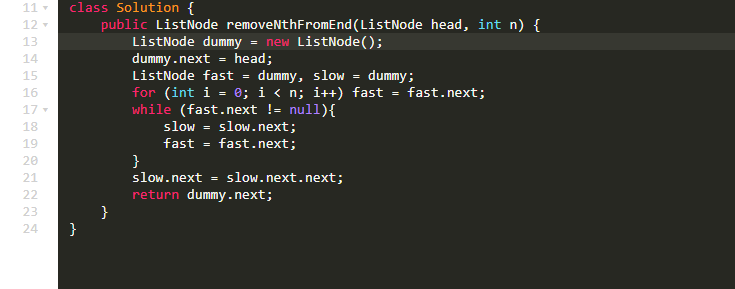 11 class Solution {
12 public ListNode removeNthFromEnd(ListNode head, int n) {
13 ListNode dummy = new ListNode();
14 dummy.next = head;
15 ListNode fast = dummy, slow = dummy;
16 for (int i = 0; i < n; i++) fast = fast.next;
17 while (fast.next != null){
18 slow = slow.next;
19 fast = fast.next;
20 }
21 slow.next = slow.next.next;
22 return dummy.next;
23 }
24 }